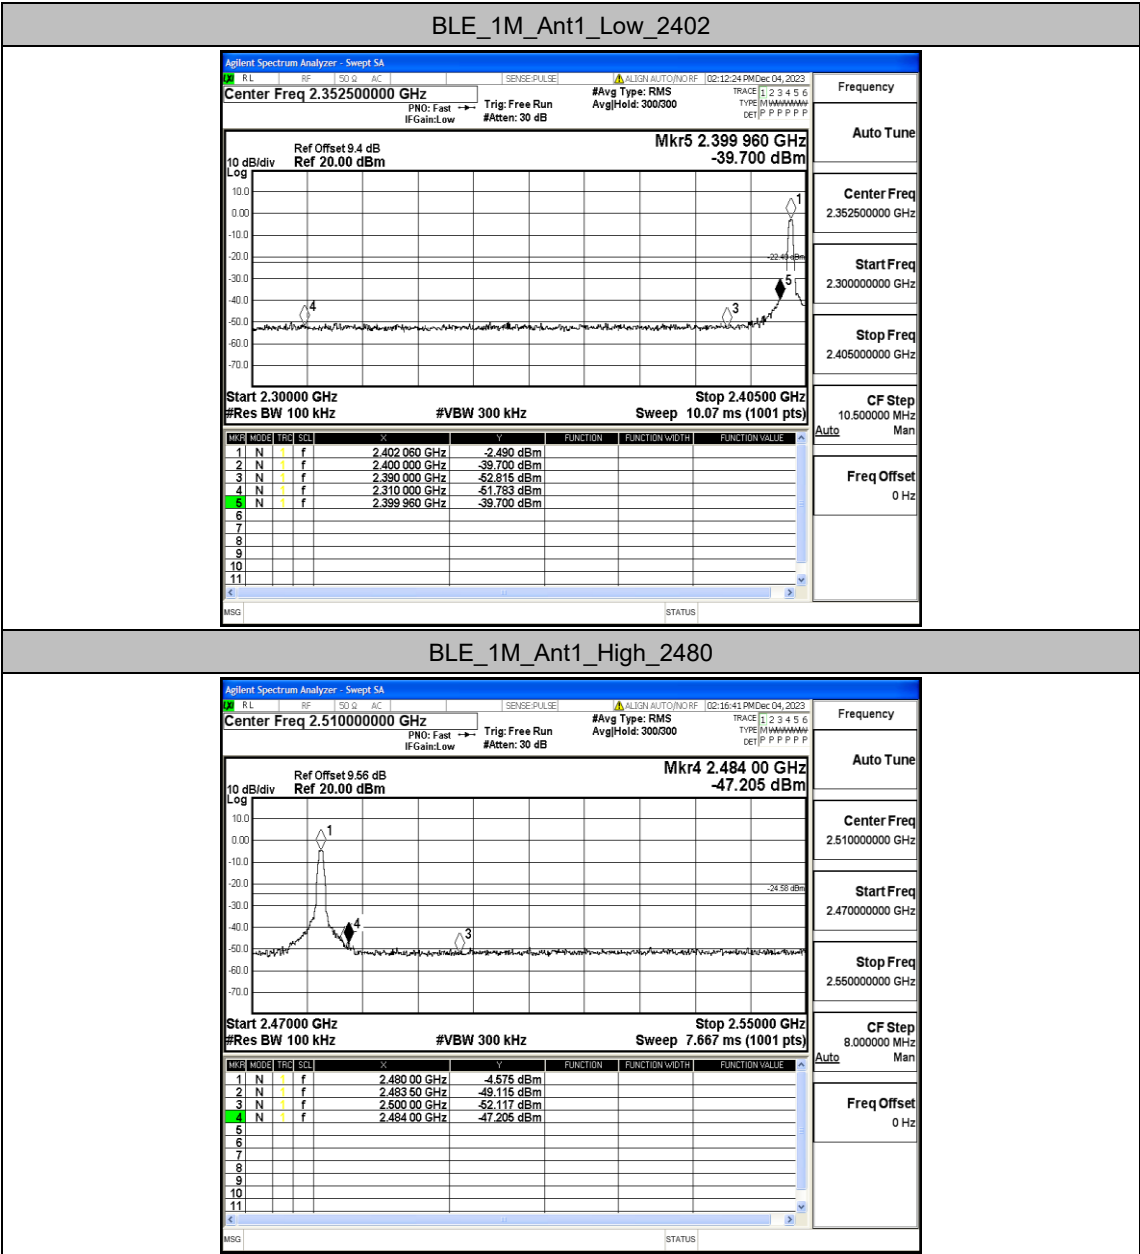 BLE_1M_Ant1_Low_2402
Agilent Spectrum Analyzer - Swept SA
RL RF 50 Ω AC SENSE:PULSE ALIGN AUTO/NO RF 02:12:24 PM Dec 04, 2023
Center Freq 2.352500000 GHz #Avg Type: RMS TRACE 1 2 3 4 5 6
PNO: Fast Trig: Free Run Avg|Hold: 300/300 TYPE M WWWWW
IFGain:Low #Atten: 30 dB DET P P P P P P
Mkr5 2.399 960 GHz
-39.700 dBm
Ref Offset 9.4 dB
10 dB/div Ref 20.00 dBm
Log
10.0
0.00
-10.0
-20.0
-30.0
-40.0
-50.0
-60.0
-70.0
1
-22.49 dBm
5
4
3
Start 2.30000 GHz Stop 2.40500 GHz
#Res BW 100 kHz #VBW 300 kHz Sweep 10.07 ms (1001 pts)
MKR MODE TRC SCL X Y FUNCTION FUNCTION WIDTH FUNCTION VALUE
1 N 1 f 2.402 060 GHz -2.490 dBm
2 N 1 f 2.400 000 GHz -39.700 dBm
3 N 1 f 2.390 000 GHz -52.815 dBm
4 N 1 f 2.310 000 GHz -51.783 dBm
5 N 1 f 2.399 960 GHz -39.700 dBm
6
7
8
9
10
11
MSG STATUS
Frequency
Auto Tune
Center Freq
2.352500000 GHz
Start Freq
2.300000000 GHz
Stop Freq
2.405000000 GHz
CF Step
10.500000 MHz
Auto Man
Freq Offset
0 Hz
BLE_1M_Ant1_High_2480
Agilent Spectrum Analyzer - Swept SA
RL RF 50 Ω AC SENSE:PULSE ALIGN AUTO/NO RF 02:16:41 PM Dec 04, 2023
Center Freq 2.510000000 GHz #Avg Type: RMS TRACE 1 2 3 4 5 6
PNO: Fast Trig: Free Run Avg|Hold: 300/300 TYPE M WWWWW
IFGain:Low #Atten: 30 dB DET P P P P P P
Mkr4 2.484 00 GHz
-47.205 dBm
Ref Offset 9.56 dB
10 dB/div Ref 20.00 dBm
Log
10.0
0.00
-10.0
-20.0
-30.0
-40.0
-50.0
-60.0
-70.0
1
-24.58 dBm
4
3
Start 2.47000 GHz Stop 2.55000 GHz
#Res BW 100 kHz #VBW 300 kHz Sweep 7.667 ms (1001 pts)
MKR MODE TRC SCL X Y FUNCTION FUNCTION WIDTH FUNCTION VALUE
1 N 1 f 2.480 00 GHz -4.575 dBm
2 N 1 f 2.483 50 GHz -49.115 dBm
3 N 1 f 2.500 00 GHz -52.117 dBm
4 N 1 f 2.484 00 GHz -47.205 dBm
5
6
7
8
9
10
11
MSG STATUS
Frequency
Auto Tune
Center Freq
2.510000000 GHz
Start Freq
2.470000000 GHz
Stop Freq
2.550000000 GHz
CF Step
8.000000 MHz
Auto Man
Freq Offset
0 Hz